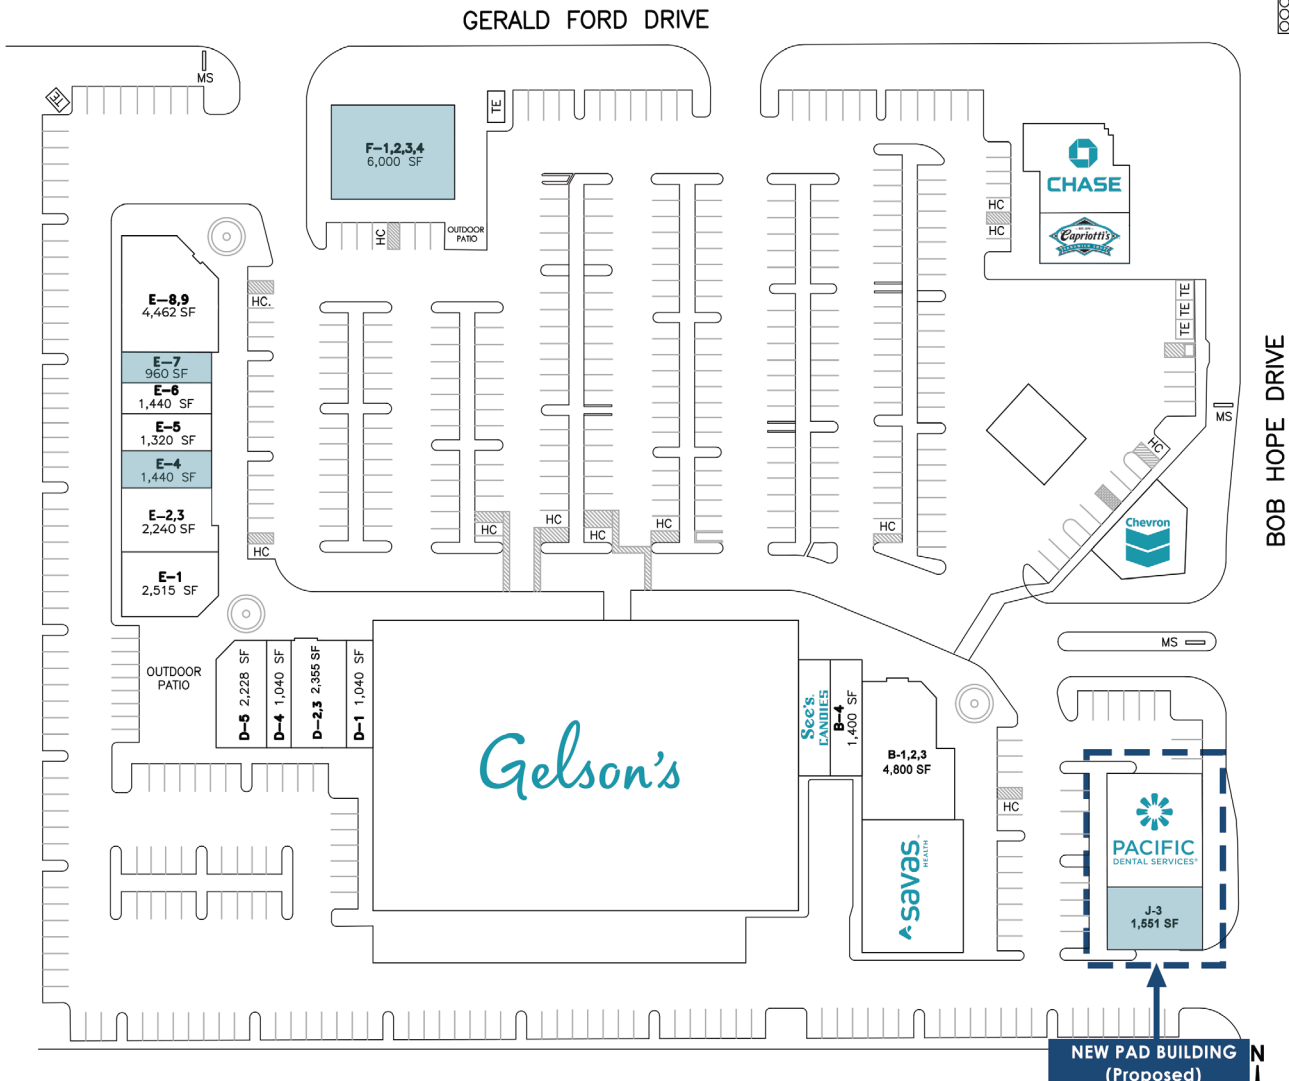 GERALD FORD DRIVE
MS
TE
TE
F-1,2,3,4
6,000 SF
HC
OUTDOOR
PATIO
CHASE
HC
HC
Capriotti's
E-8,9
4,462 SF
HC.
TE
TE
TE
E-7
960 SF
E-6
1,440 SF
E-5
1,320 SF
E-4
1,440 SF
E-2,3
2,240 SF
E-1
2,515 SF
HC
HC
HC
HC
HC
HC
HC
MS
BOB HOPE DRIVE
Chevron
MS
OUTDOOR
PATIO
D-5 2,228 SF
D-4 1,040 SF
D-2,3 2,355 SF
D-1 1,040 SF
Gelson's
See's
CANDIES
B-4
1,400 SF
B-1,2,3
4,800 SF
HC
savas
HEALTH
PACIFIC
DENTAL SERVICES®
J-3
1,551 SF
NEW PAD BUILDING
(Proposed)
N